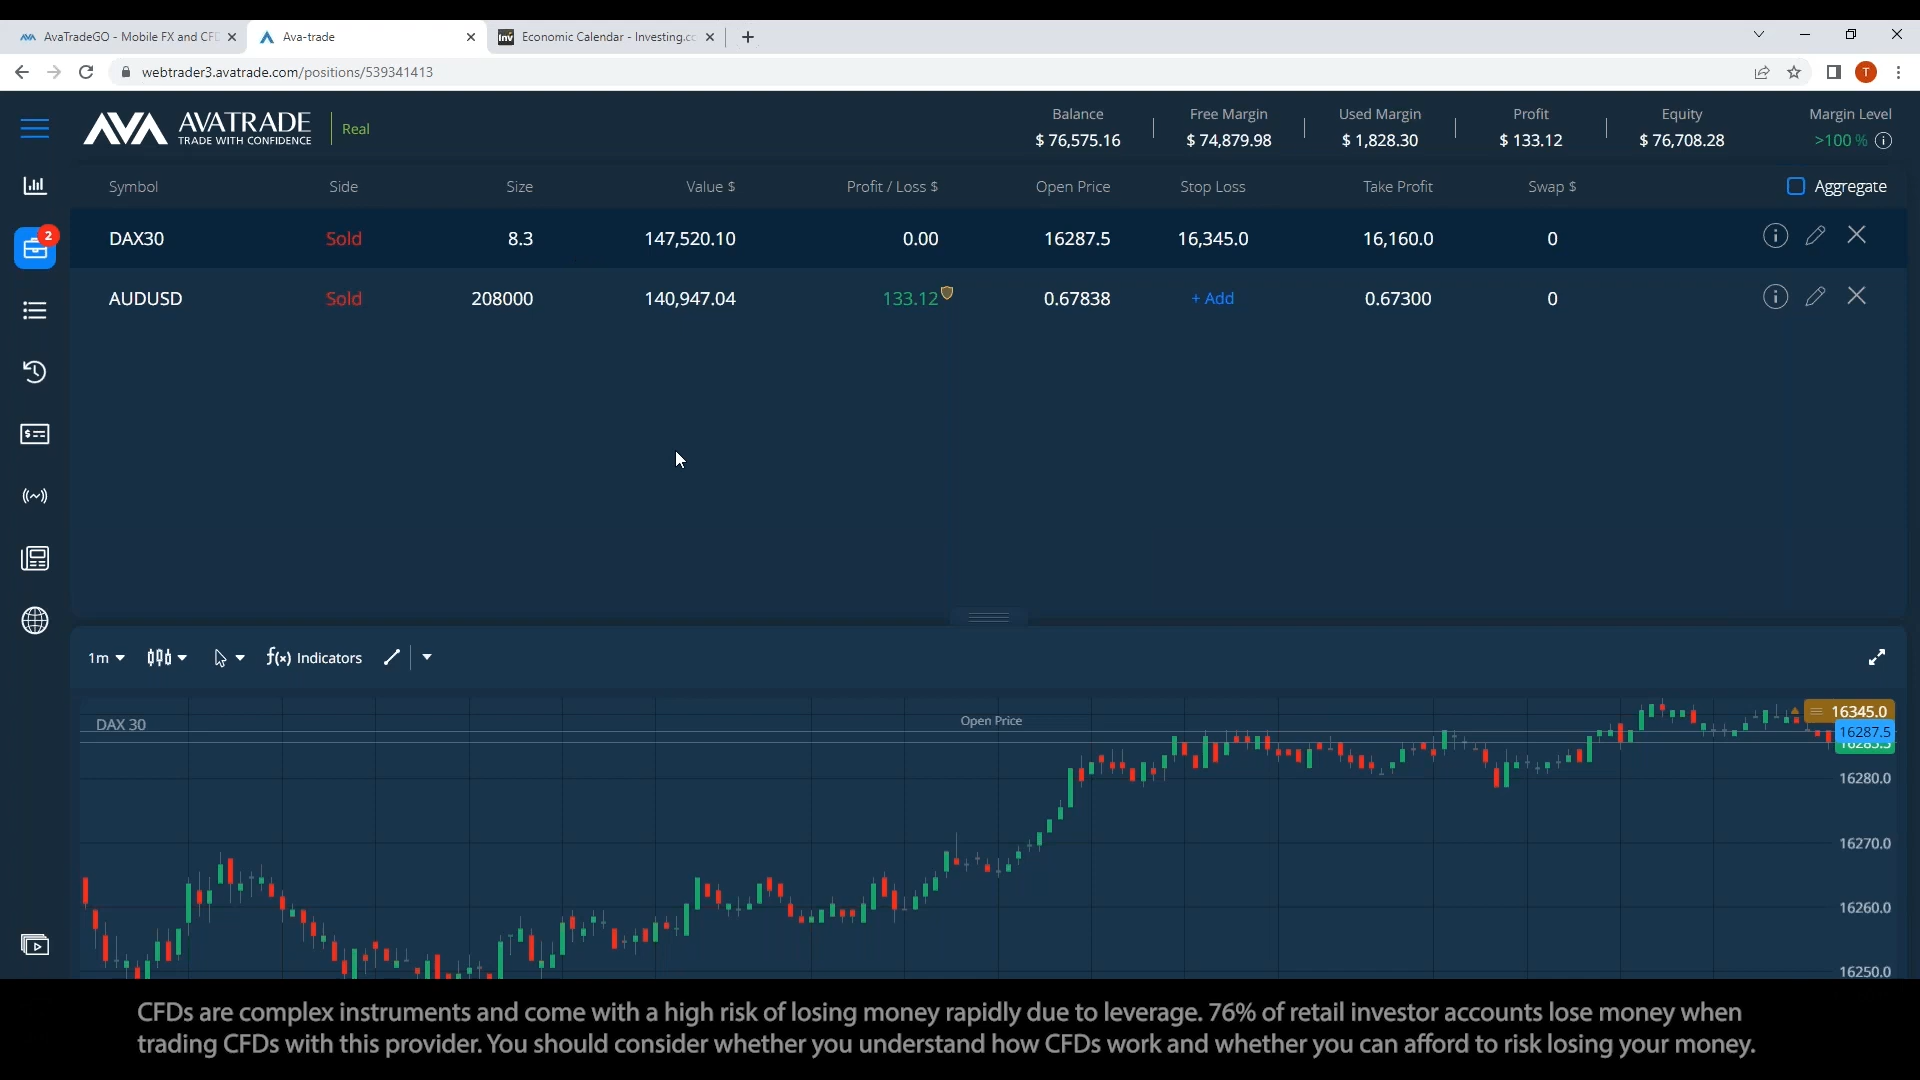 AvaTradeGO - Mobile FX and CFD
Ava-trade
Economic Calendar - Investing.cc
webtrader3.avatrade.com/positions/539341413
T
AVA AVATRADE
TRADE WITH CONFIDENCE
Real
Balance Free Margin Used Margin Profit Equity Margin Level
$ 76,575.16 $ 74,879.98 $ 1,828.30 $ 133.12 $ 76,708.28 >100 %
Symbol Side Size Value $ Profit / Loss $ Open Price Stop Loss Take Profit Swap $ Aggregate
2
DAX30 Sold 8.3 147,520.10 0.00 16287.5 16,345.0 16,160.0 0
AUDUSD Sold 208000 140,947.04 133.12 0.67838 + Add 0.67300 0
1m f(x) Indicators
DAX 30
Open Price
16345.0
16287.5
16280.0
16270.0
16260.0
16250.0
CFDs are complex instruments and come with a high risk of losing money rapidly due to leverage. 76% of retail investor accounts lose money when
trading CFDs with this provider. You should consider whether you understand how CFDs work and whether you can afford to risk losing your money.